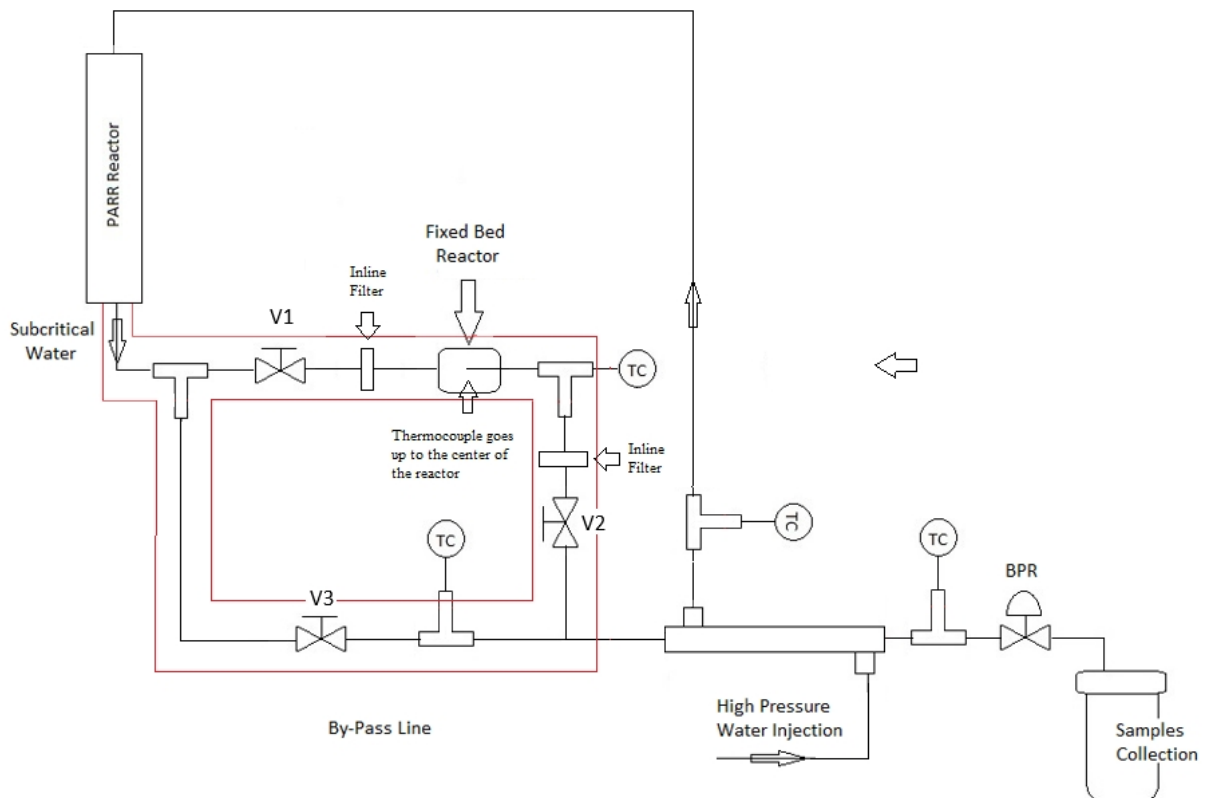 PARR Reactor
Subcritical
Water
V1
Inline
Filter
Fixed Bed
Reactor
TC
Thermocouple goes
up to the center of
the reactor
Inline
Filter
V2
TC
V3
TC
TC
BPR
By-Pass Line
High Pressure
Water Injection
Samples
Collection